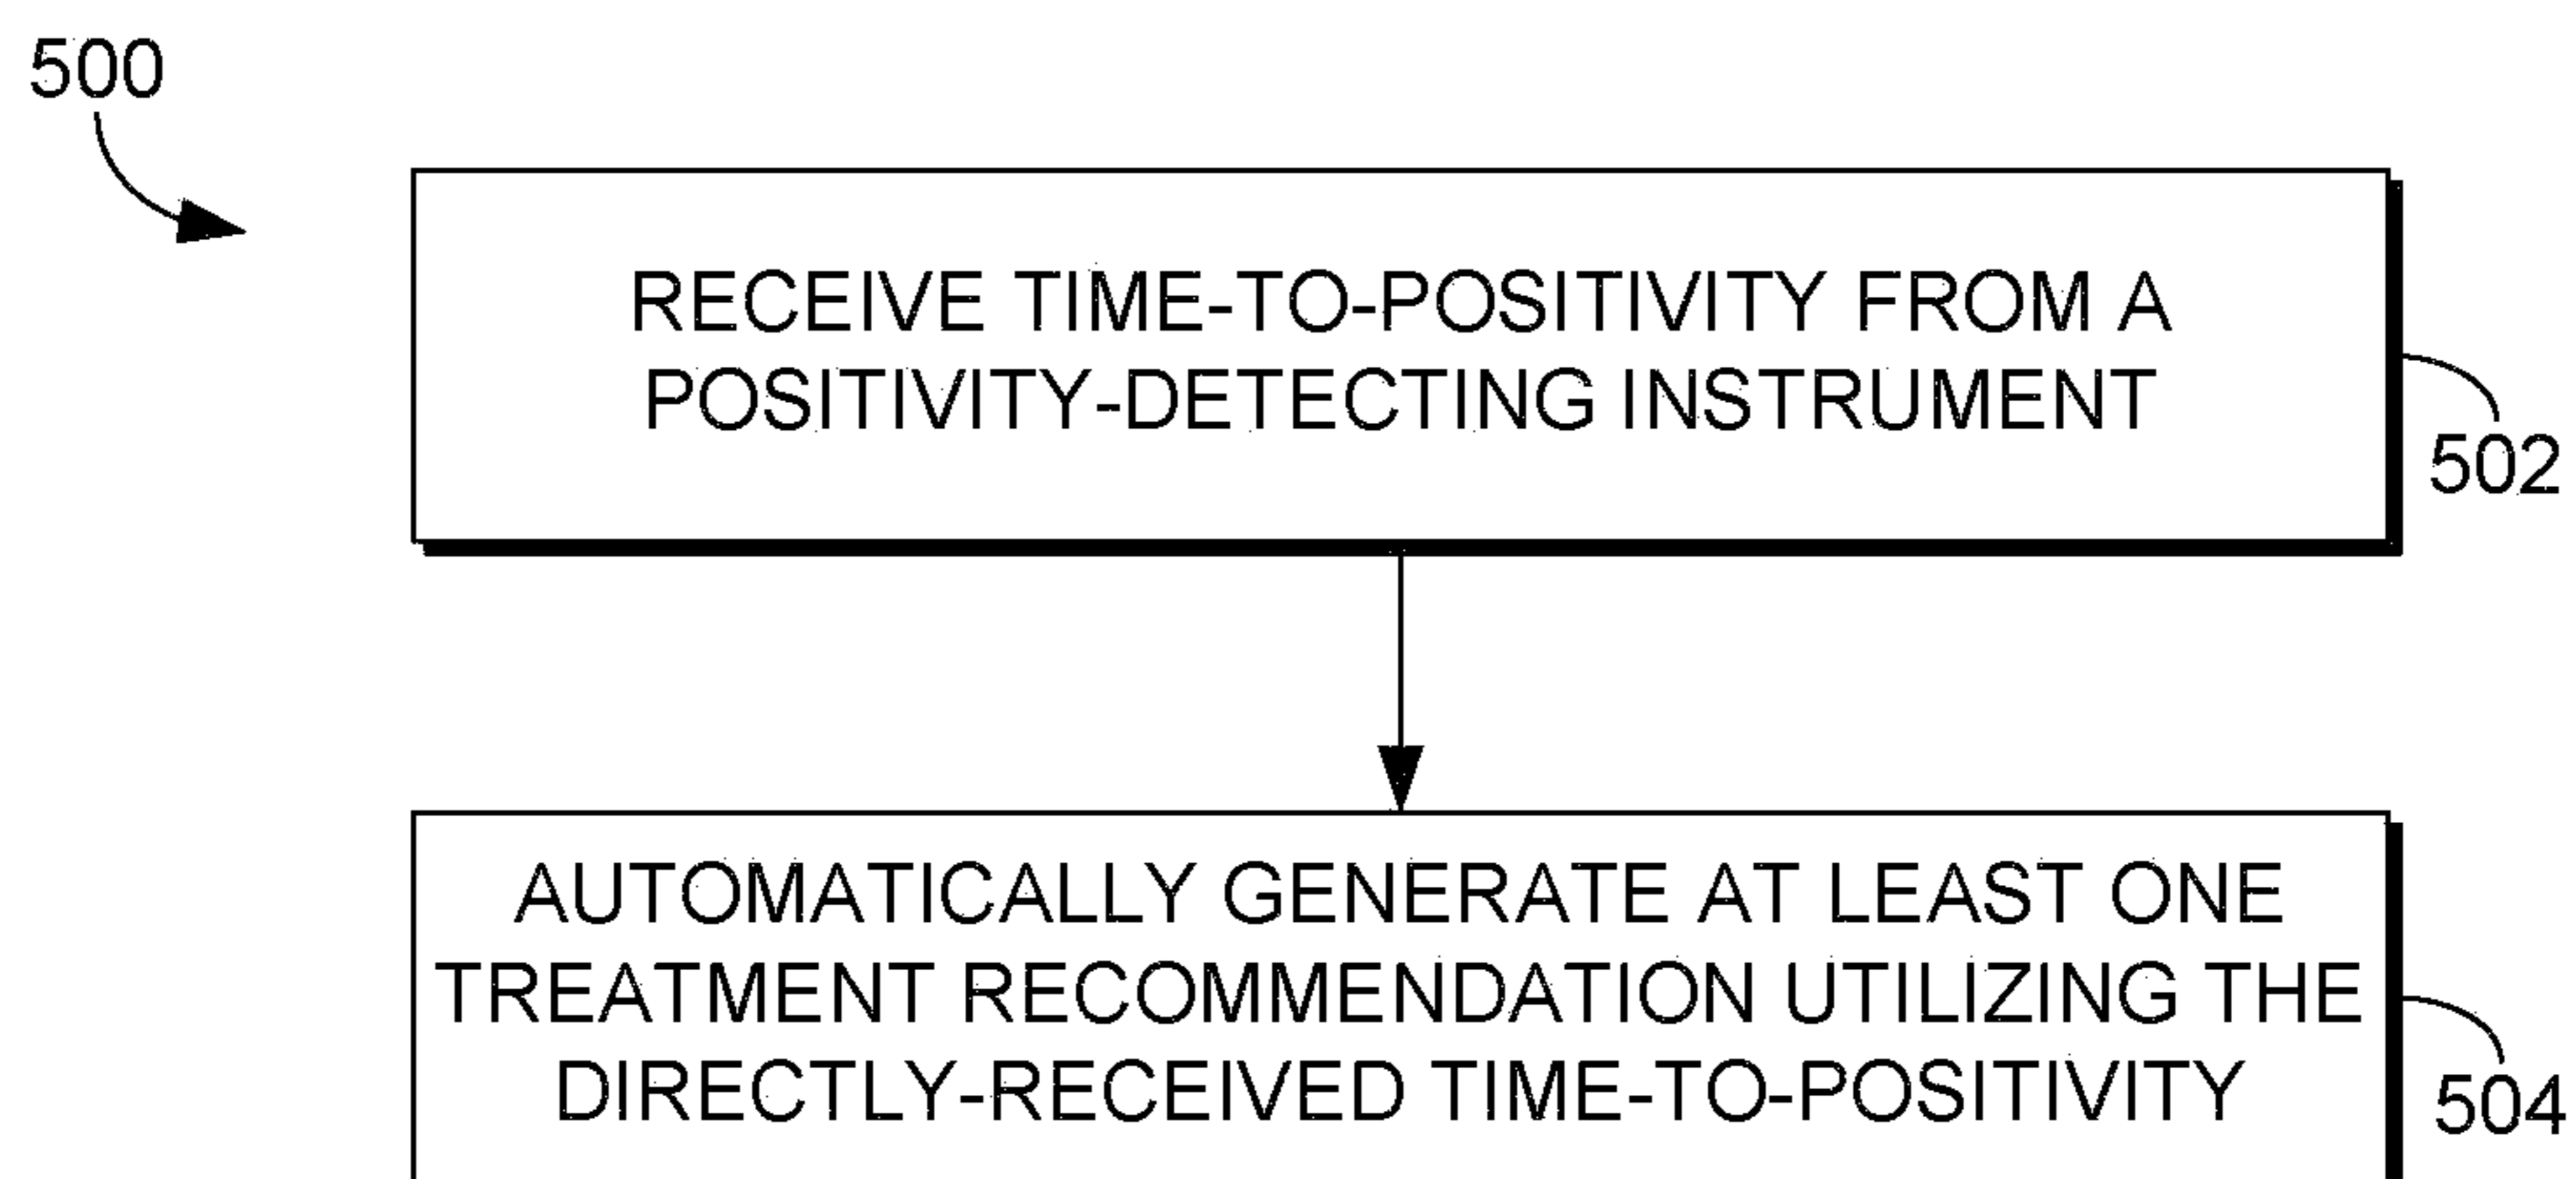 500
RECEIVE TIME-TO-POSITIVITY FROM A
POSITIVITY-DETECTING INSTRUMENT
502
AUTOMATICALLY GENERATE AT LEAST ONE
TREATMENT RECOMMENDATION UTILIZING THE
DIRECTLY-RECEIVED TIME-TO-POSITIVITY
504